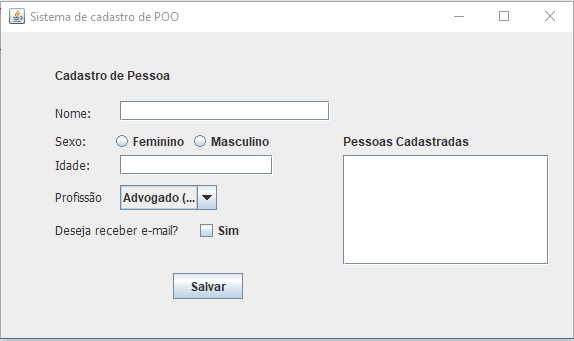 Sistema de cadastro de POO
Cadastro de Pessoa
Nome:
Sexo: Feminino Masculino
Pessoas Cadastradas
Idade:
Profissão Advogado (...
Deseja receber e-mail? Sim
Salvar